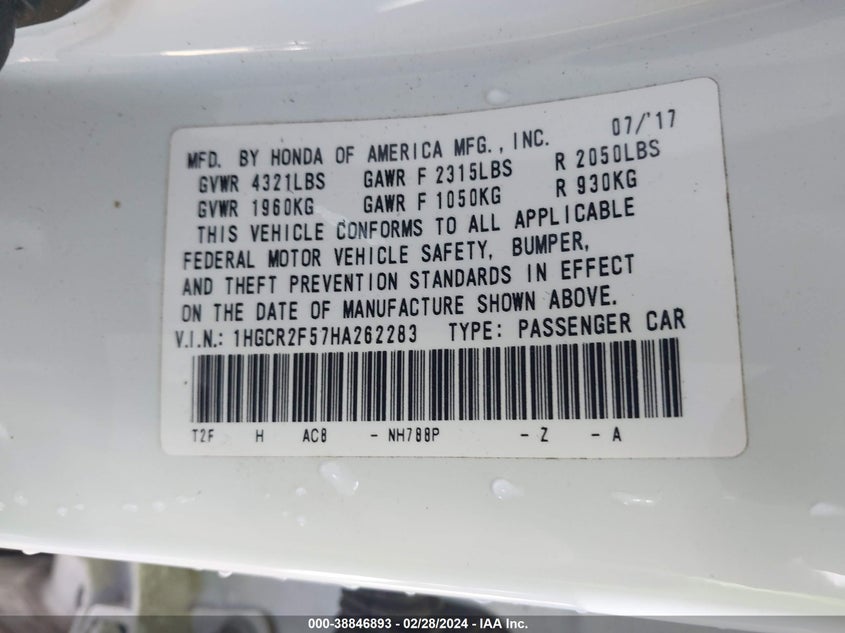 MFD. BY HONDA OF AMERICA MFG., INC. 07/'17
GVWR 4321LBS GAWR F 2315LBS R 2050LBS
GVWR 1960KG GAWR F 1050KG R 930KG
THIS VEHICLE CONFORMS TO ALL APPLICABLE
FEDERAL MOTOR VEHICLE SAFETY, BUMPER,
AND THEFT PREVENTION STANDARDS IN EFFECT
ON THE DATE OF MANUFACTURE SHOWN ABOVE.
V.I.N.: 1HGCR2F57HA262283 TYPE: PASSENGER CAR
T2F H AC8 - NH788P - Z - A
000-38846893 - 02/28/2024 - IAA Inc.